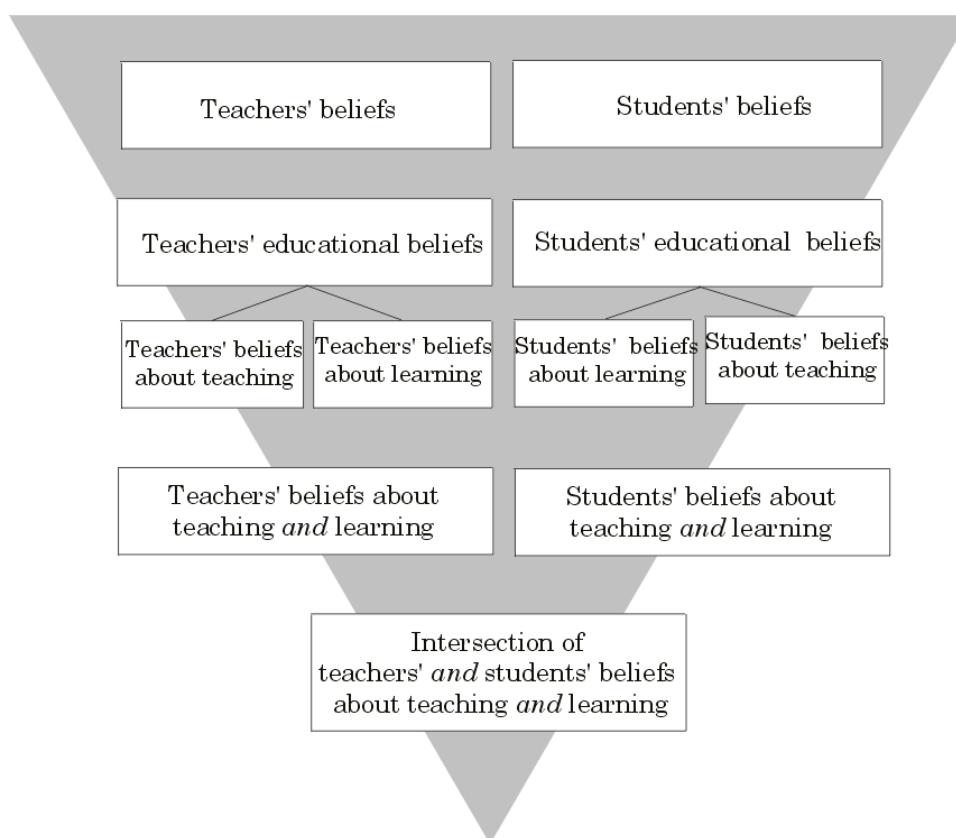 Teachers' beliefs
Students' beliefs
Teachers' educational beliefs
Students' educational beliefs
Teachers' beliefs
about teaching
Teachers' beliefs
about learning
Students' beliefs
about learning
Students' beliefs
about teaching
Teachers' beliefs about
teaching and learning
Students' beliefs about
teaching and learning
Intersection of
teachers' and students' beliefs
about teaching and learning